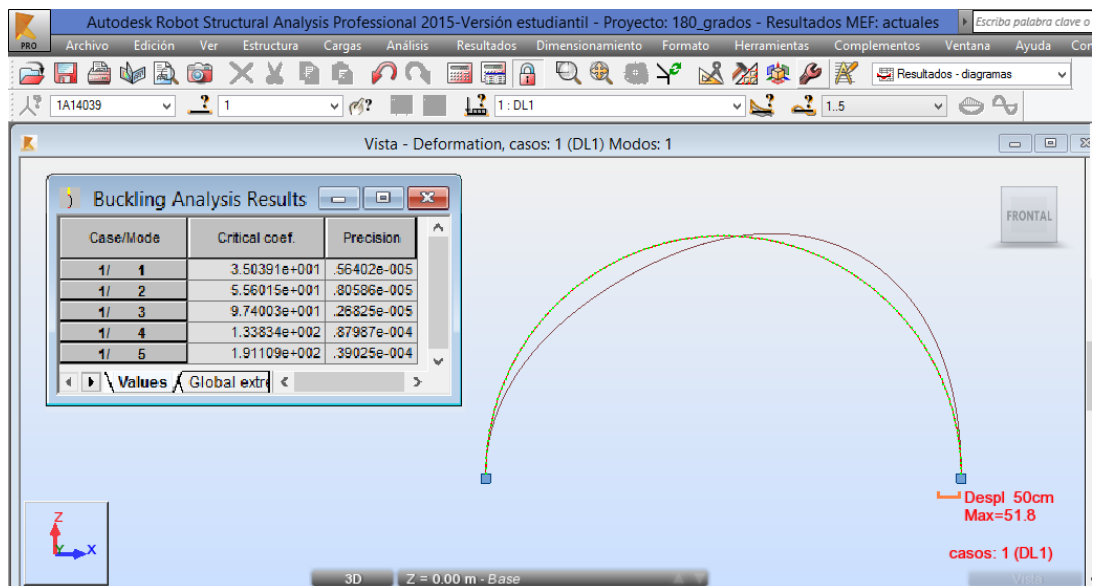 Autodesk Robot Structural Analysis Professional 2015-Versión estudiantil - Proyecto: 180_grados - Resultados MEF: actuales
Escriba palabra clave o
PRO Archivo Edición Ver Estructura Cargas Análisis Resultados Dimensionamiento Formato Herramientas Complementos Ventana Ayuda Cor
Resultados - diagramas
1A14039 1 1 : DL1 1..5
Vista - Deformation, casos: 1 (DL1) Modos: 1
Buckling Analysis Results
Case/Mode Critical coef. Precision
1/ 1 3.50391e+001 .56402e-005
1/ 2 5.56015e+001 .80586e-005
1/ 3 9.74003e+001 .26825e-005
1/ 4 1.33834e+002 .87987e-004
1/ 5 1.91109e+002 .39025e-004
Values Global extre
FRONTAL
Despl 50cm
Max=51.8
casos: 1 (DL1)
Z
Y X
3D Z = 0.00 m - Base
Vista